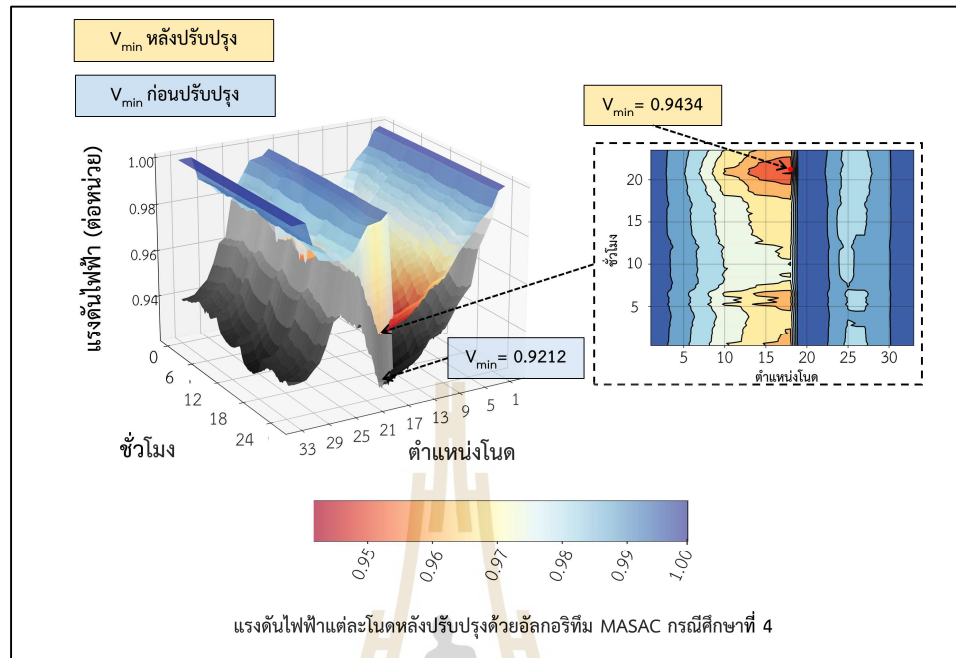 V_min หลังปรับปรุง
V_min ก่อนปรับปรุง
V_min= 0.9434
แรงดันไฟฟ้า (ต่อหน่วย)
1.00
0.98
0.96
0.94
0
6
12
18
24
ชั่วโมง
33 29 25 21 17 13 9 5 1
ตำแหน่งโนด
V_min= 0.9212
ชั่วโมง
20
15
10
5
5 10 15 20 25 30
ตำแหน่งโนด
0.95 0.96 0.97 0.98 0.99 1.00
แรงดันไฟฟ้าแต่ละโนดหลังปรับปรุงด้วยอัลกอริทึม MASAC กรณีศึกษาที่ 4